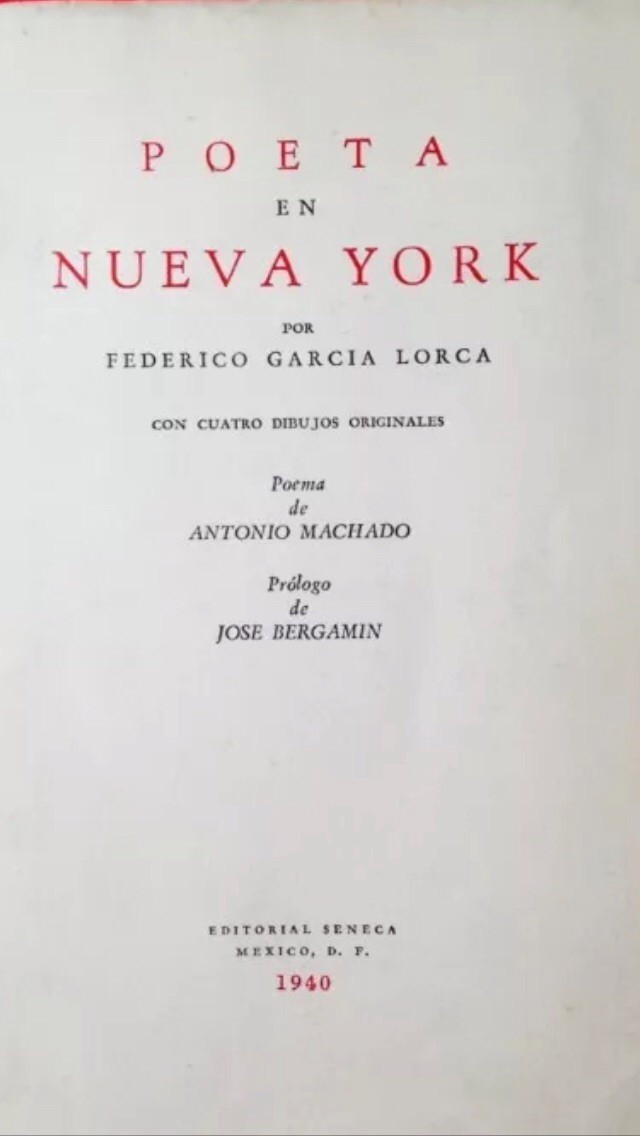 POETA
EN
NUEVA YORK
POR
FEDERICO GARCIA LORCA
CON CUATRO DIBUJOS ORIGINALES
Poema
de
ANTONIO MACHADO
Prólogo
de
JOSE BERGAMIN
EDITORIAL SENECA
MEXICO, D. F.
1940